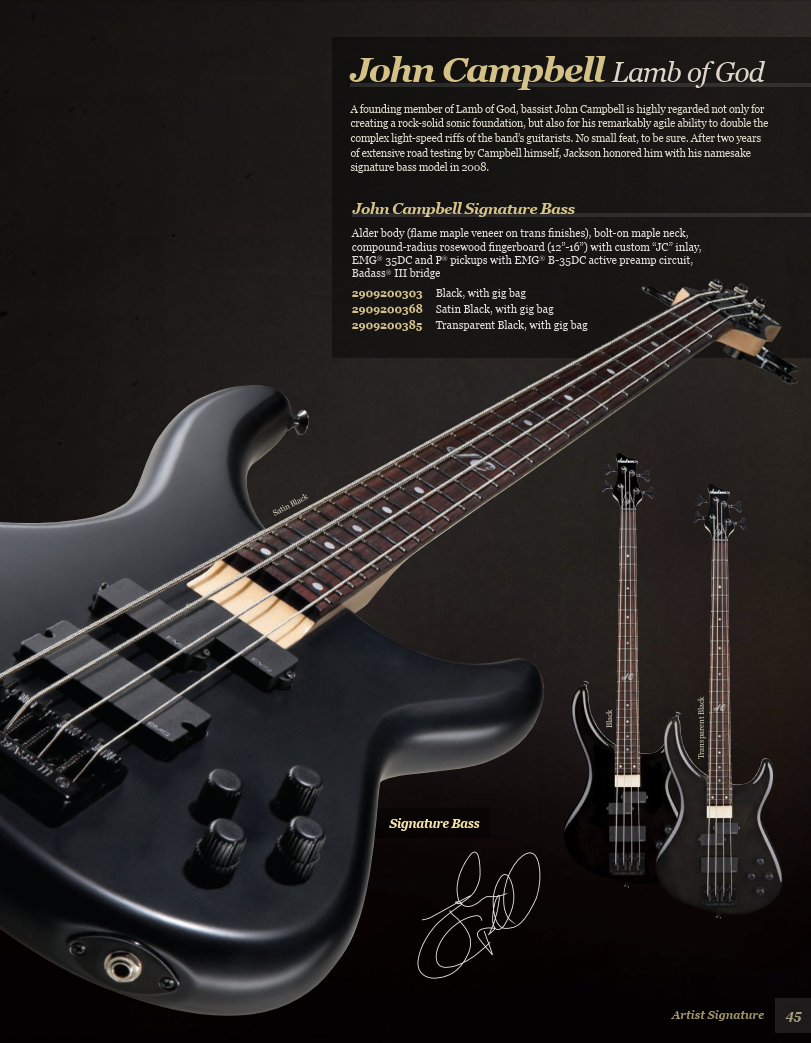 John Campbell Lamb of God
A founding member of Lamb of God, bassist John Campbell is highly regarded not only for
creating a rock-solid sonic foundation, but also for his remarkably agile ability to double the
complex light-speed riffs of the band's guitarists. No small feat, to be sure. After two years
of extensive road testing by Campbell himself, Jackson honored him with his namesake
signature bass model in 2008.
John Campbell Signature Bass
Alder body (flame maple veneer on trans finishes), bolt-on maple neck,
compound-radius rosewood fingerboard (12”-16”) with custom “JC” inlay,
EMG® 35DC and P® pickups with EMG® B-35DC active preamp circuit,
Badass® III bridge
2909200303 Black, with gig bag
2909200368 Satin Black, with gig bag
2909200385 Transparent Black, with gig bag
Satin Black
Black
Transparent Black
Signature Bass
Artist Signature 45